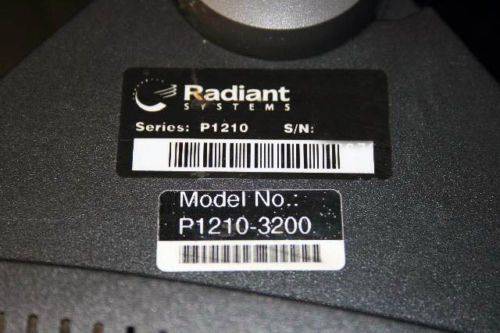 Radiant
SYSTEMS
Series: P1210 S/N:
Model No.:
P1210-3200